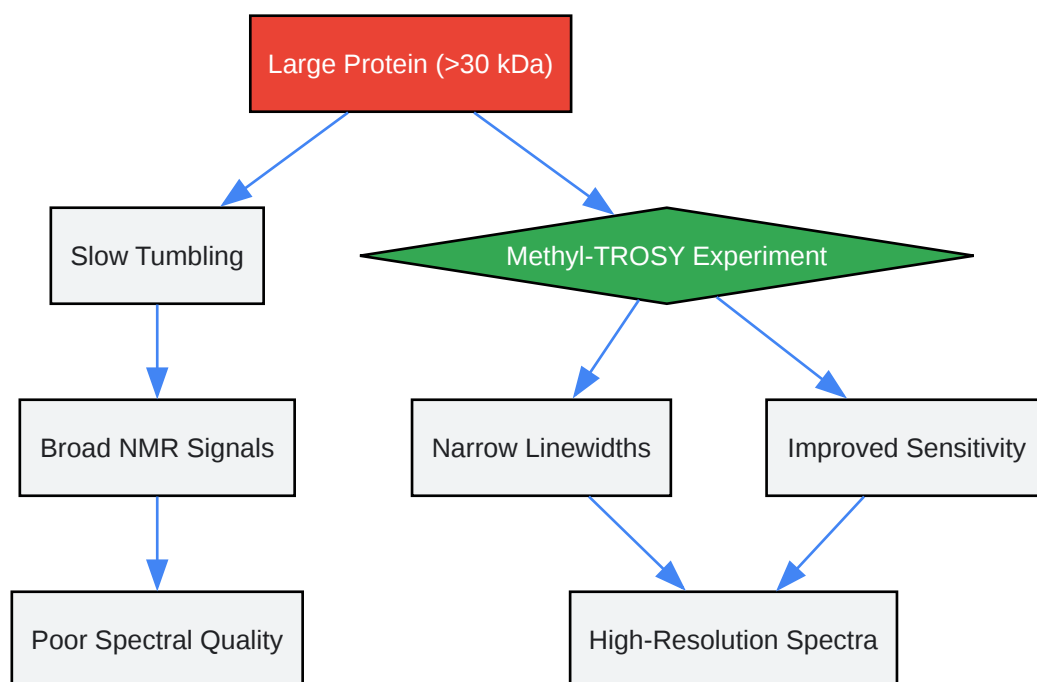 Large Protein (>30 kDa)
Slow Tumbling
Methyl-TROSY Experiment
Broad NMR Signals
Narrow Linewidths
Improved Sensitivity
Poor Spectral Quality
High-Resolution Spectra